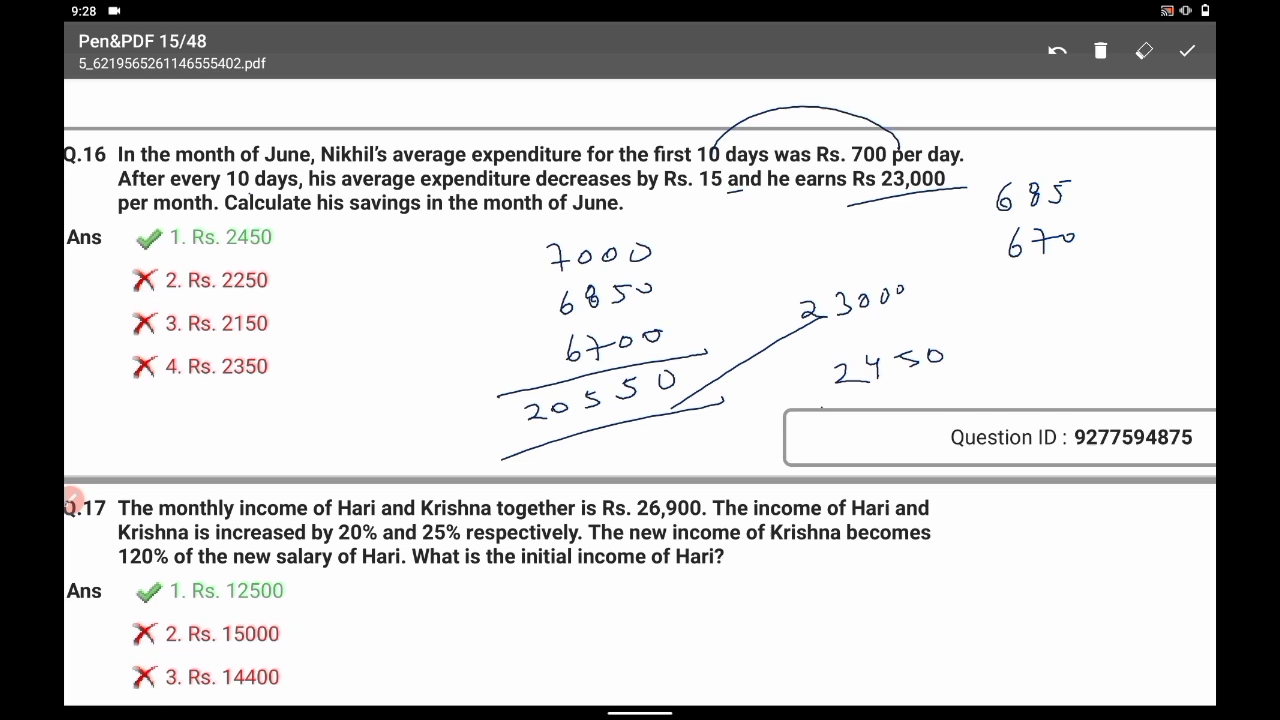 9:28
Pen&PDF 15/48
5_6219565261146555402.pdf
Q.16 In the month of June, Nikhil's average expenditure for the first 10 days was Rs. 700 per day.
After every 10 days, his average expenditure decreases by Rs. 15 and he earns Rs 23,000
per month. Calculate his savings in the month of June.
685
670
Ans 1. Rs. 2450
2. Rs. 2250
3. Rs. 2150
4. Rs. 2350
7000
6850
6700
20550
23000
2450
Question ID : 9277594875
Q.17 The monthly income of Hari and Krishna together is Rs. 26,900. The income of Hari and
Krishna is increased by 20% and 25% respectively. The new income of Krishna becomes
120% of the new salary of Hari. What is the initial income of Hari?
Ans 1. Rs. 12500
2. Rs. 15000
3. Rs. 14400